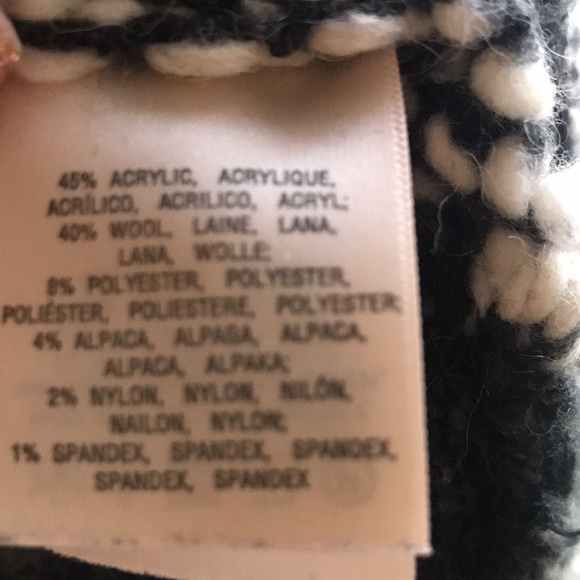 45% ACRYLIC, ACRYLIQUE,
ACRÍLICO, ACRILICO, ACRYL;
40% WOOL, LAINE, LANA,
LANA, WOLLE;
8% POLYESTER, POLYESTER,
POLIÉSTER, POLIESTERE, POLYESTER;
4% ALPACA, ALPAGA, ALPACA,
ALPACA, ALPAKA;
2% NYLON, NYLON, NILÓN,
NAILON, NYLON;
1% SPANDEX, SPANDEX, SPANDEX,
SPANDEX, SPANDEX